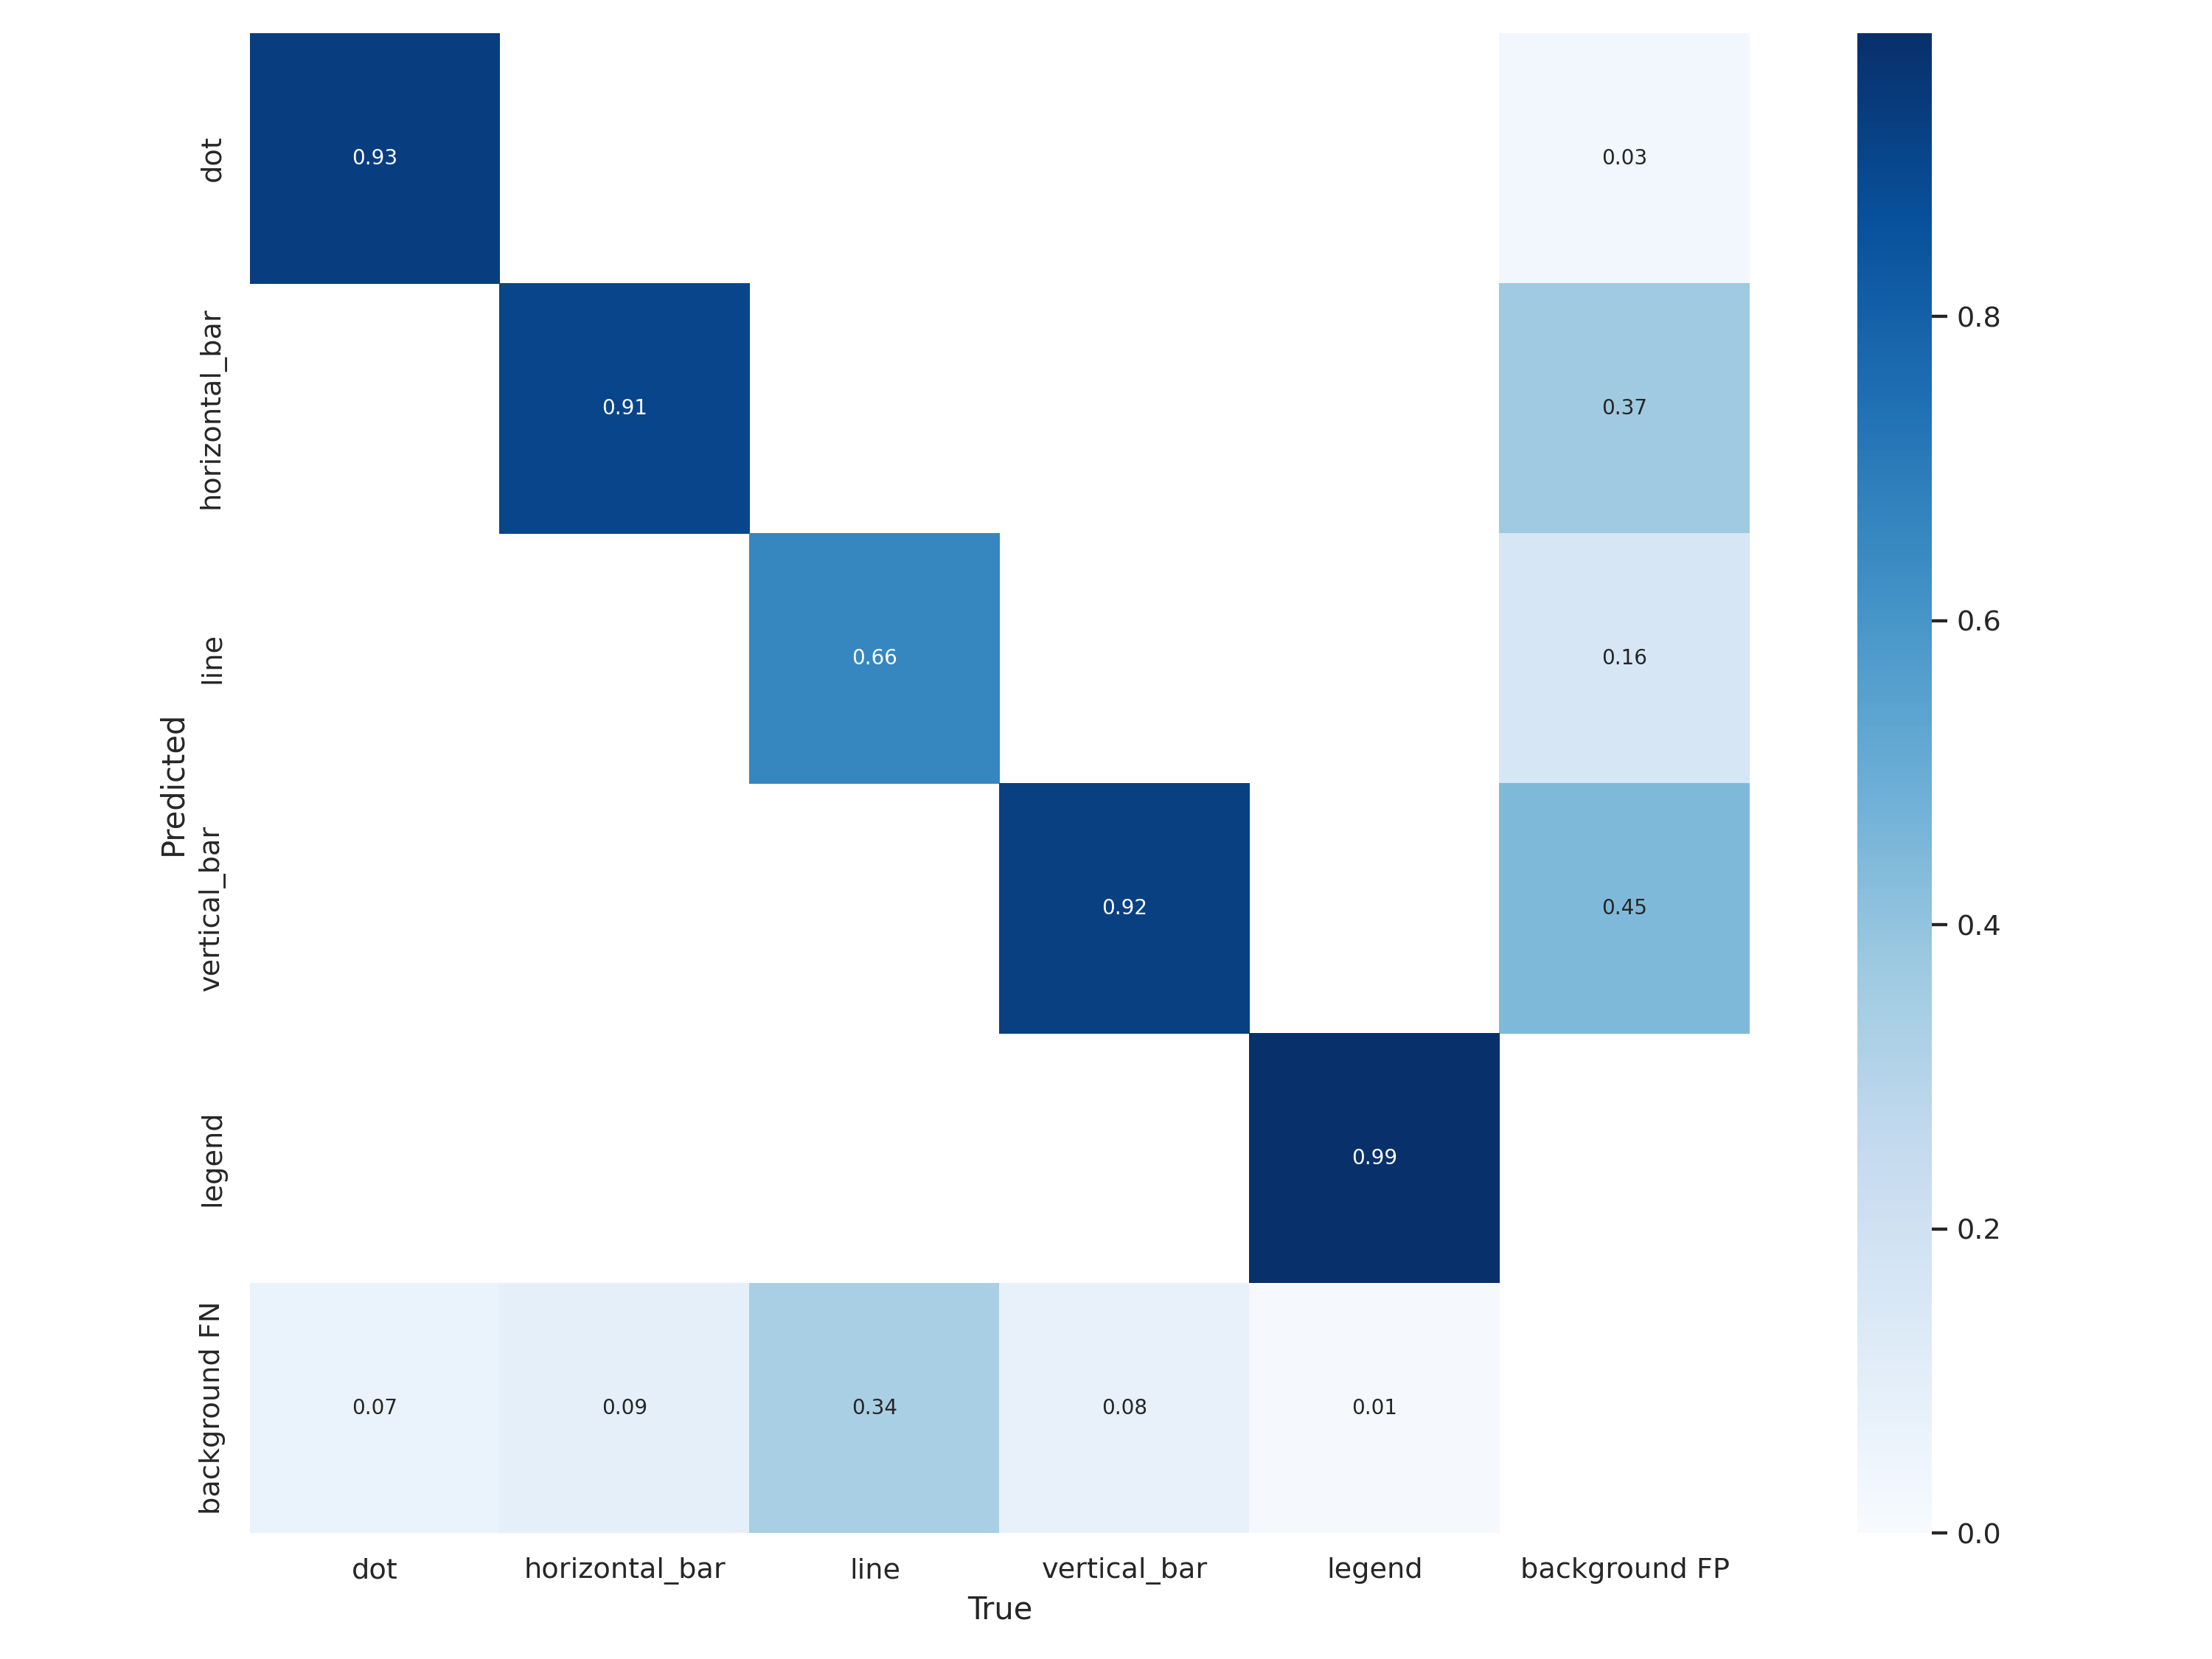 dot
0.93
0.03
0.8
horizontal_bar
0.91
0.37
0.6
line
0.66
0.16
Predicted
vertical_bar
0.92
0.45
0.4
legend
0.99
0.2
background FN
0.07
0.09
0.34
0.08
0.01
0.0
dot
horizontal_bar
line
vertical_bar
legend
background FP
True